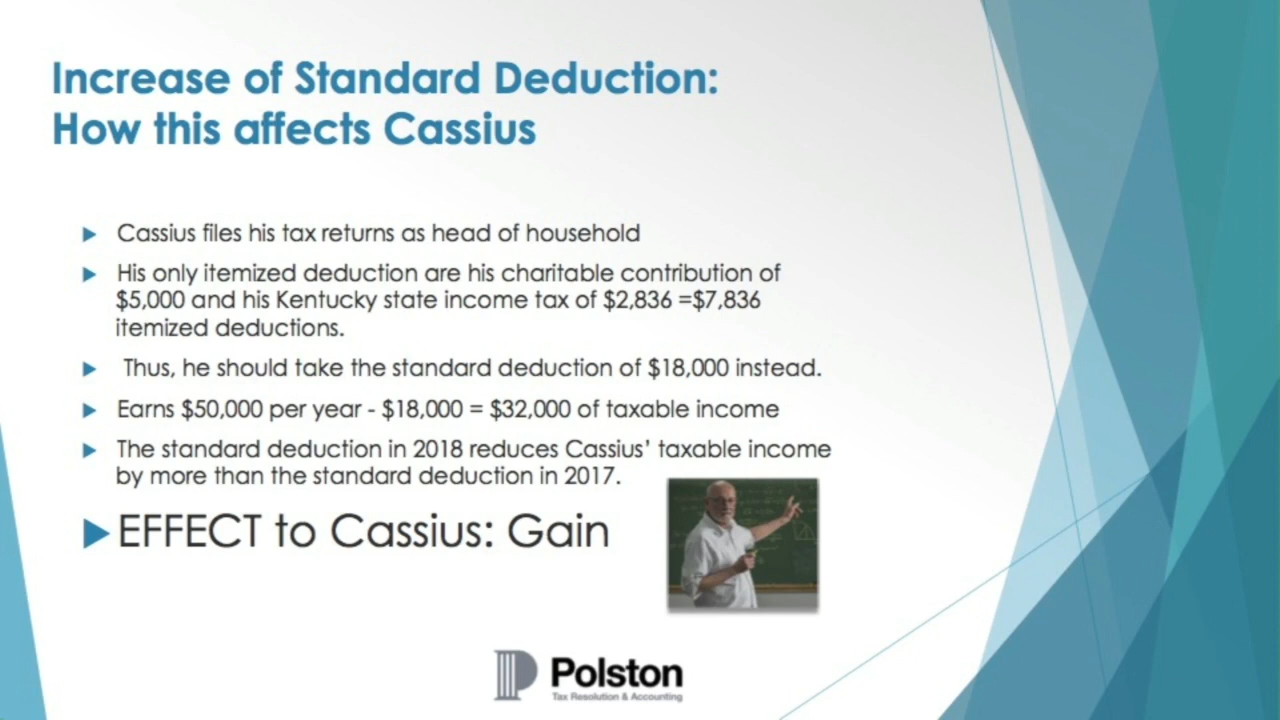 Increase of Standard Deduction:
How this affects Cassius
Cassius files his tax returns as head of household
His only itemized deduction are his charitable contribution of
$5,000 and his Kentucky state income tax of $2,836 =$7,836
itemized deductions.
Thus, he should take the standard deduction of $18,000 instead.
Earns $50,000 per year - $18,000 = $32,000 of taxable income
The standard deduction in 2018 reduces Cassius’ taxable income
by more than the standard deduction in 2017.
EFFECT to Cassius: Gain
Polston
Tax Resolution & Accounting